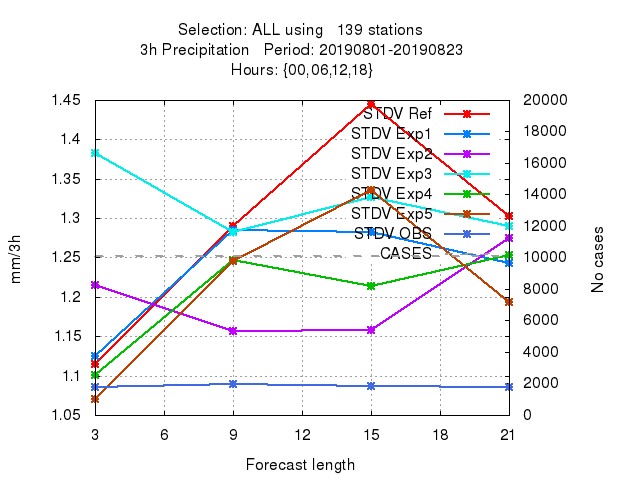 Selection: ALL using   139 stations
3h Precipitation   Period: 20190801-20190823
Hours: {00,06,12,18}
1.45
1.4
1.35
1.3
1.25
1.2
1.15
1.1
1.05
mm/3h
STDV Ref
STDV Exp1
STDV Exp2
STDV Exp3
STDV Exp4
STDV Exp5
STDV OBS
CASES
20000
18000
16000
14000
12000
10000
8000
6000
4000
2000
0
No cases
3 6 9 12 15 18 21
Forecast length